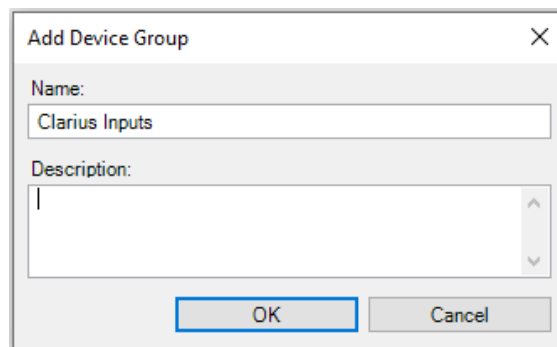 Add Device Group
Name:
Clarius Inputs
Description:
OK Cancel